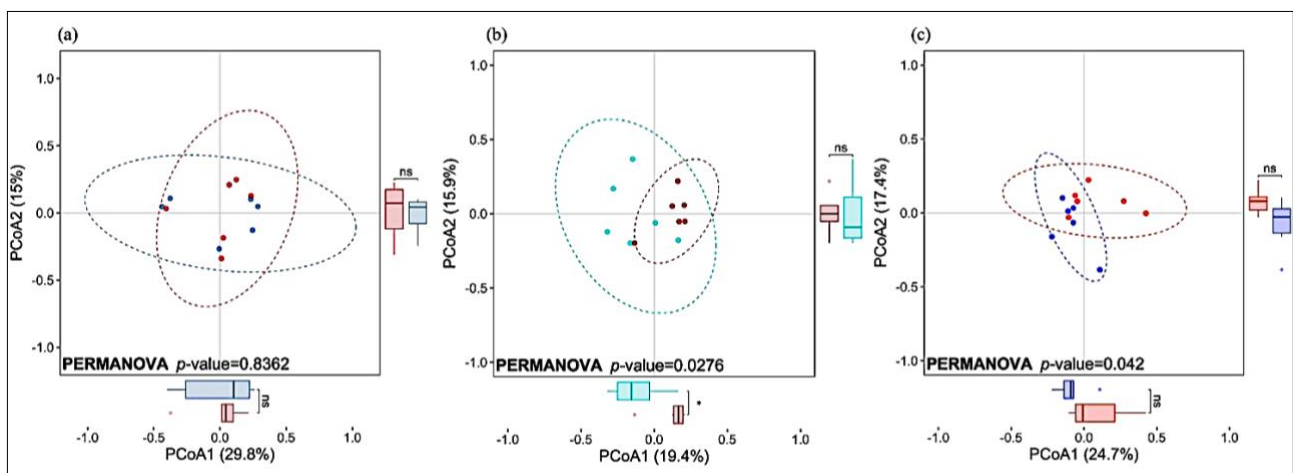 (a)
1.0
0.5
0.0
-0.5
-1.0
PCoA2 (15%)
ns
PERMANOVA p-value=0.8362
ns
-1.0 -0.5 0.0 0.5 1.0
PCoA1 (29.8%)
(b)
1.0
0.5
0.0
-0.5
-1.0
PCoA2 (15.9%)
ns
PERMANOVA p-value=0.0276
*
-1.0 -0.5 0.0 0.5 1.0
PCoA1 (19.4%)
(c)
1.0
0.5
0.0
-0.5
-1.0
PCoA2 (17.4%)
ns
PERMANOVA p-value=0.042
ns
-1.0 -0.5 0.0 0.5 1.0
PCoA1 (24.7%)